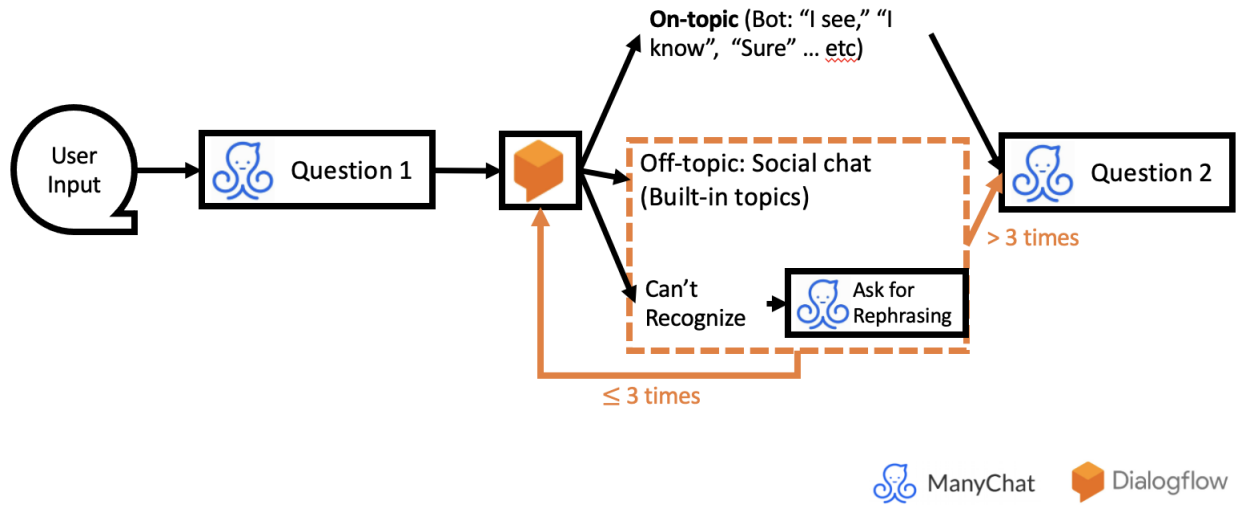 On-topic (Bot: “I see,” “I
know”, “Sure” ... etc)
User
Input
Question 1
Off-topic: Social chat
(Built-in topics)
Question 2
> 3 times
Can’t
Recognize
Ask for
Rephrasing
≤ 3 times
ManyChat
Dialogflow